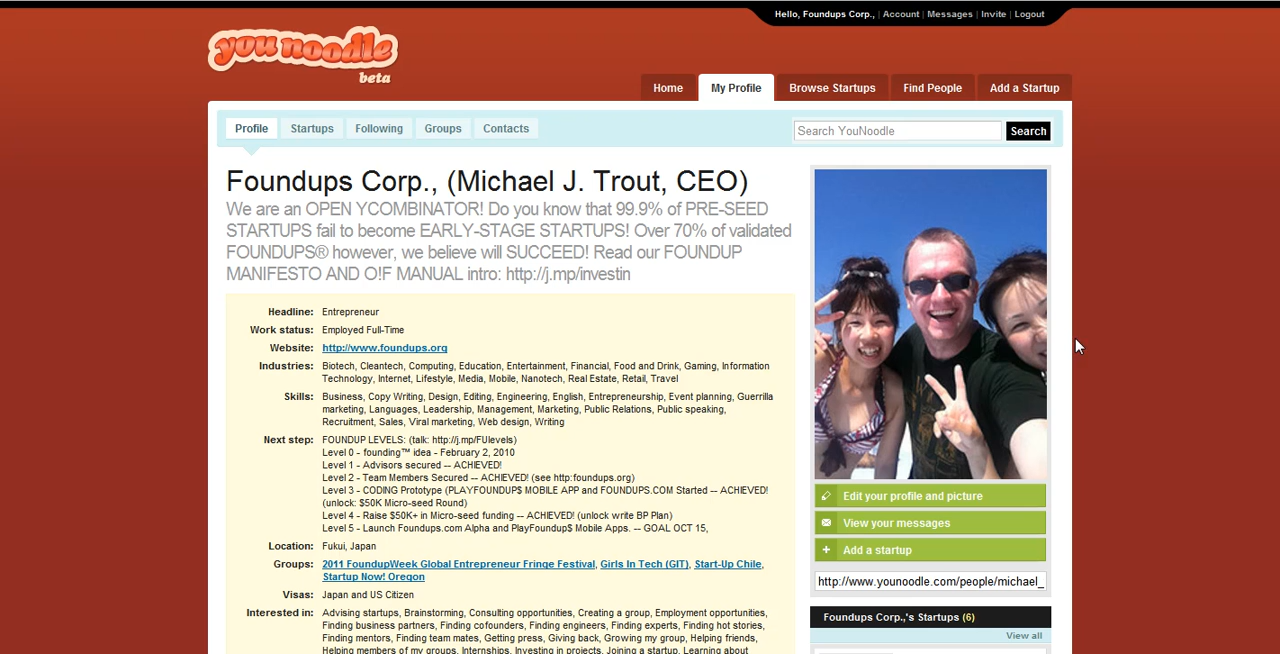 Hello, Foundups Corp., | Account | Messages | Invite | Logout
you noodle
beta
Home
My Profile
Browse Startups
Find People
Add a Startup
Profile
Startups
Following
Groups
Contacts
Search YouNoodle
Search
Foundups Corp., (Michael J. Trout, CEO)
We are an OPEN YCOMBINATOR! Do you know that 99.9% of PRE-SEED
STARTUPS fail to become EARLY-STAGE STARTUPS! Over 70% of validated
FOUNDUPS® however, we believe will SUCCEED! Read our FOUNDUP
MANIFESTO AND O!F MANUAL intro: http://j.mp/investin
Headline: Entrepreneur
Work status: Employed Full-Time
Website: http://www.foundups.org
Industries: Biotech, Cleantech, Computing, Education, Entertainment, Financial, Food and Drink, Gaming, Information
Technology, Internet, Lifestyle, Media, Mobile, Nanotech, Real Estate, Retail, Travel
Skills: Business, Copy Writing, Design, Editing, Engineering, English, Entrepreneurship, Event planning, Guerrilla
marketing, Languages, Leadership, Management, Marketing, Public Relations, Public speaking,
Recruitment, Sales, Viral marketing, Web design, Writing
Next step: FOUNDUP LEVELS: (talk: http://j.mp/FUlevels)
Level 0 - founding™ idea - February 2, 2010
Level 1 - Advisors secured -- ACHIEVED!
Level 2 - Team Members Secured -- ACHIEVED! (see http:foundups.org)
Level 3 - CODING Prototype (PLAYFOUNDUP$ MOBILE APP and FOUNDUPS.COM Started -- ACHIEVED!
(unlock: $50K Micro-seed Round)
Level 4 - Raise $50K+ in Micro-seed funding -- ACHIEVED! (unlock write BP Plan)
Level 5 - Launch Foundups.com Alpha and PlayFoundup$ Mobile Apps. -- GOAL OCT 15,
Location: Fukui, Japan
Groups: 2011 FoundupWeek Global Entrepreneur Fringe Festival, Girls In Tech (GIT), Start-Up Chile,
Startup Now! Oregon
Visas: Japan and US Citizen
Interested in: Advising startups, Brainstorming, Consulting opportunities, Creating a group, Employment opportunities,
Finding business partners, Finding cofounders, Finding engineers, Finding experts, Finding hot stories,
Finding mentors, Finding team mates, Getting press, Giving back, Growing my group, Helping friends,
Helping members of my groups, Internships, Investing in projects, Joining a startup, Learning about
Edit your profile and picture
View your messages
Add a startup
http://www.younoodle.com/people/michael_
Foundups Corp.,'s Startups (6)
View all